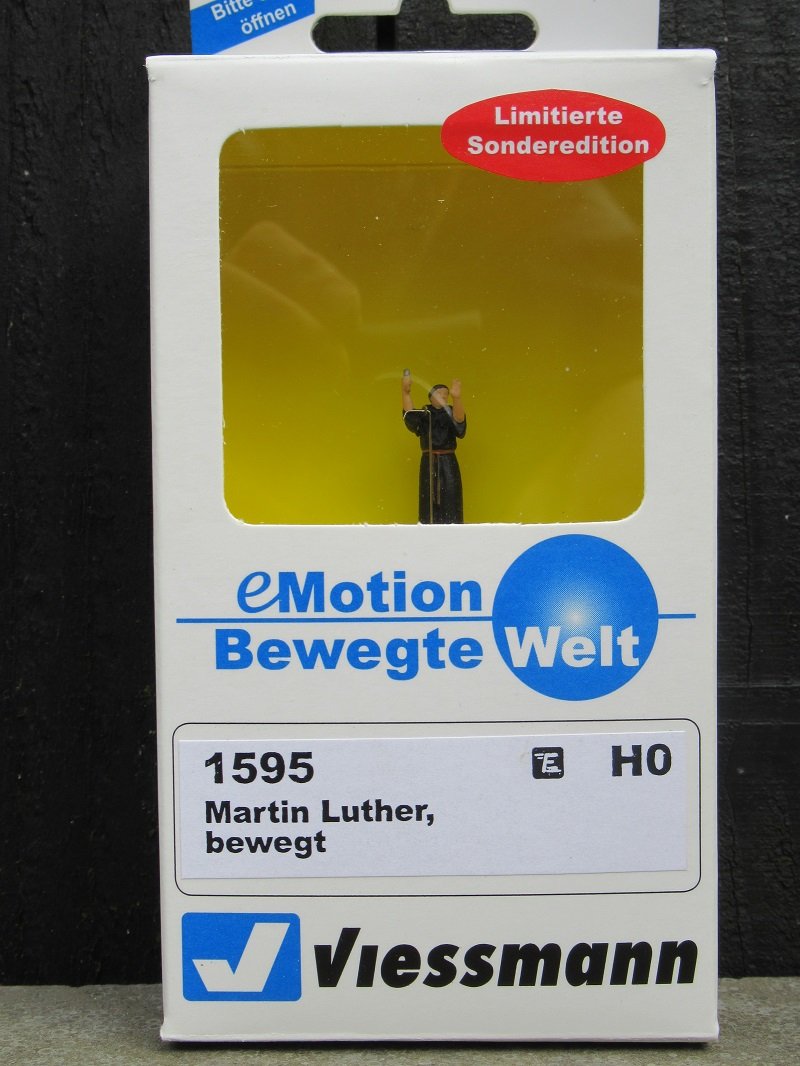 Bitte
öffnen
Limitierte
Sonderedition
eMotion
Bewegte Welt
1595 E H0
Martin Luther,
bewegt
Viessmann